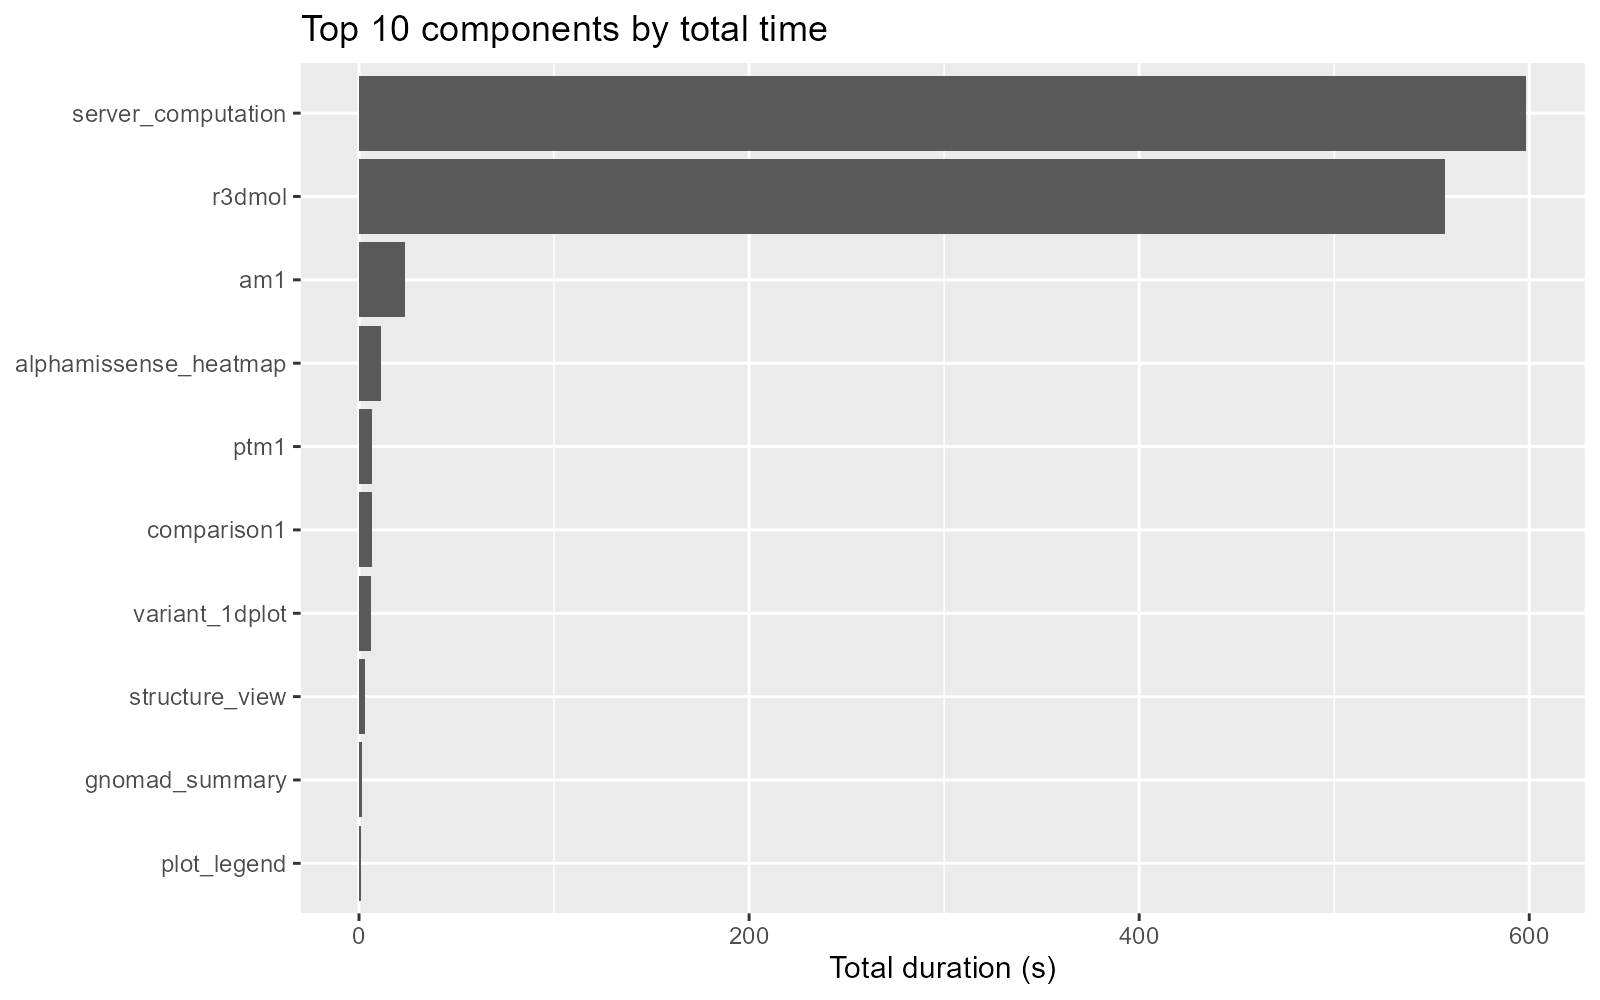 Top 10 components by total time
server_computation
r3dmol
am1
alphamissense_heatmap
ptm1
comparison1
variant_1dplot
structure_view
gnomad_summary
plot_legend
0 200 400 600
Total duration (s)